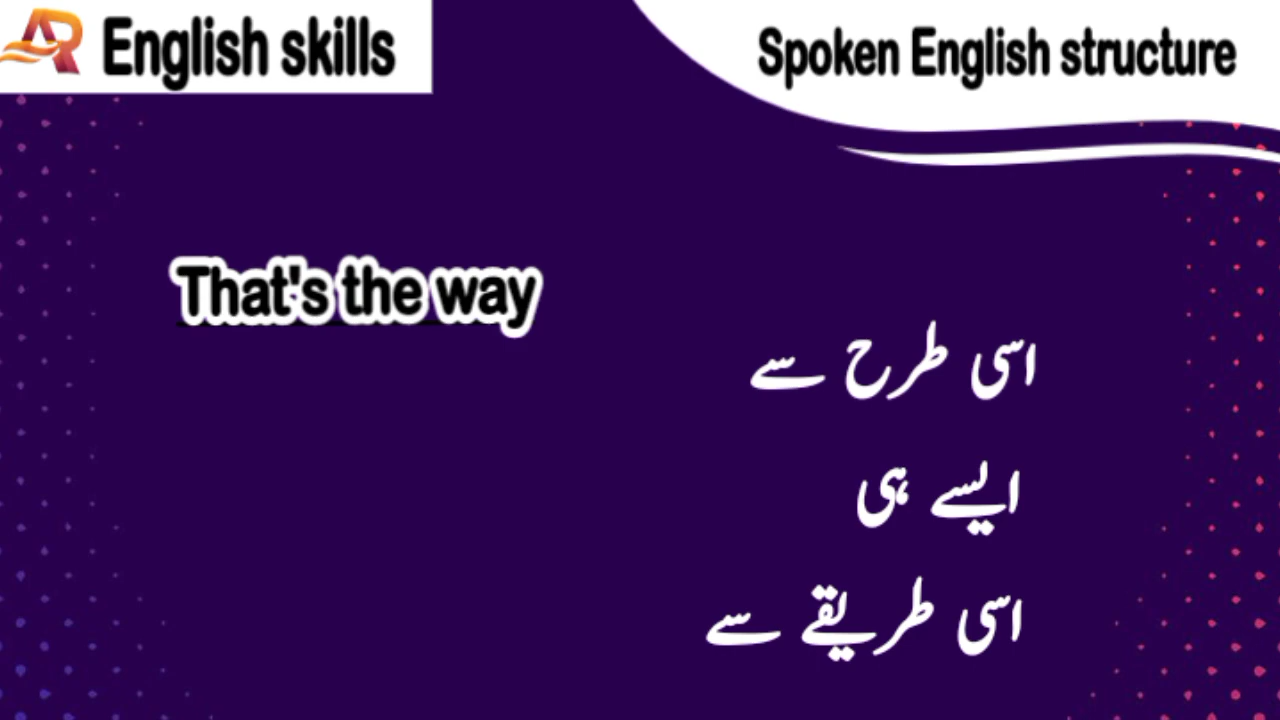 AR English skills
Spoken English structure
That's the way
اسی طرح سے
ایسے ہی
اسی طریقے سے